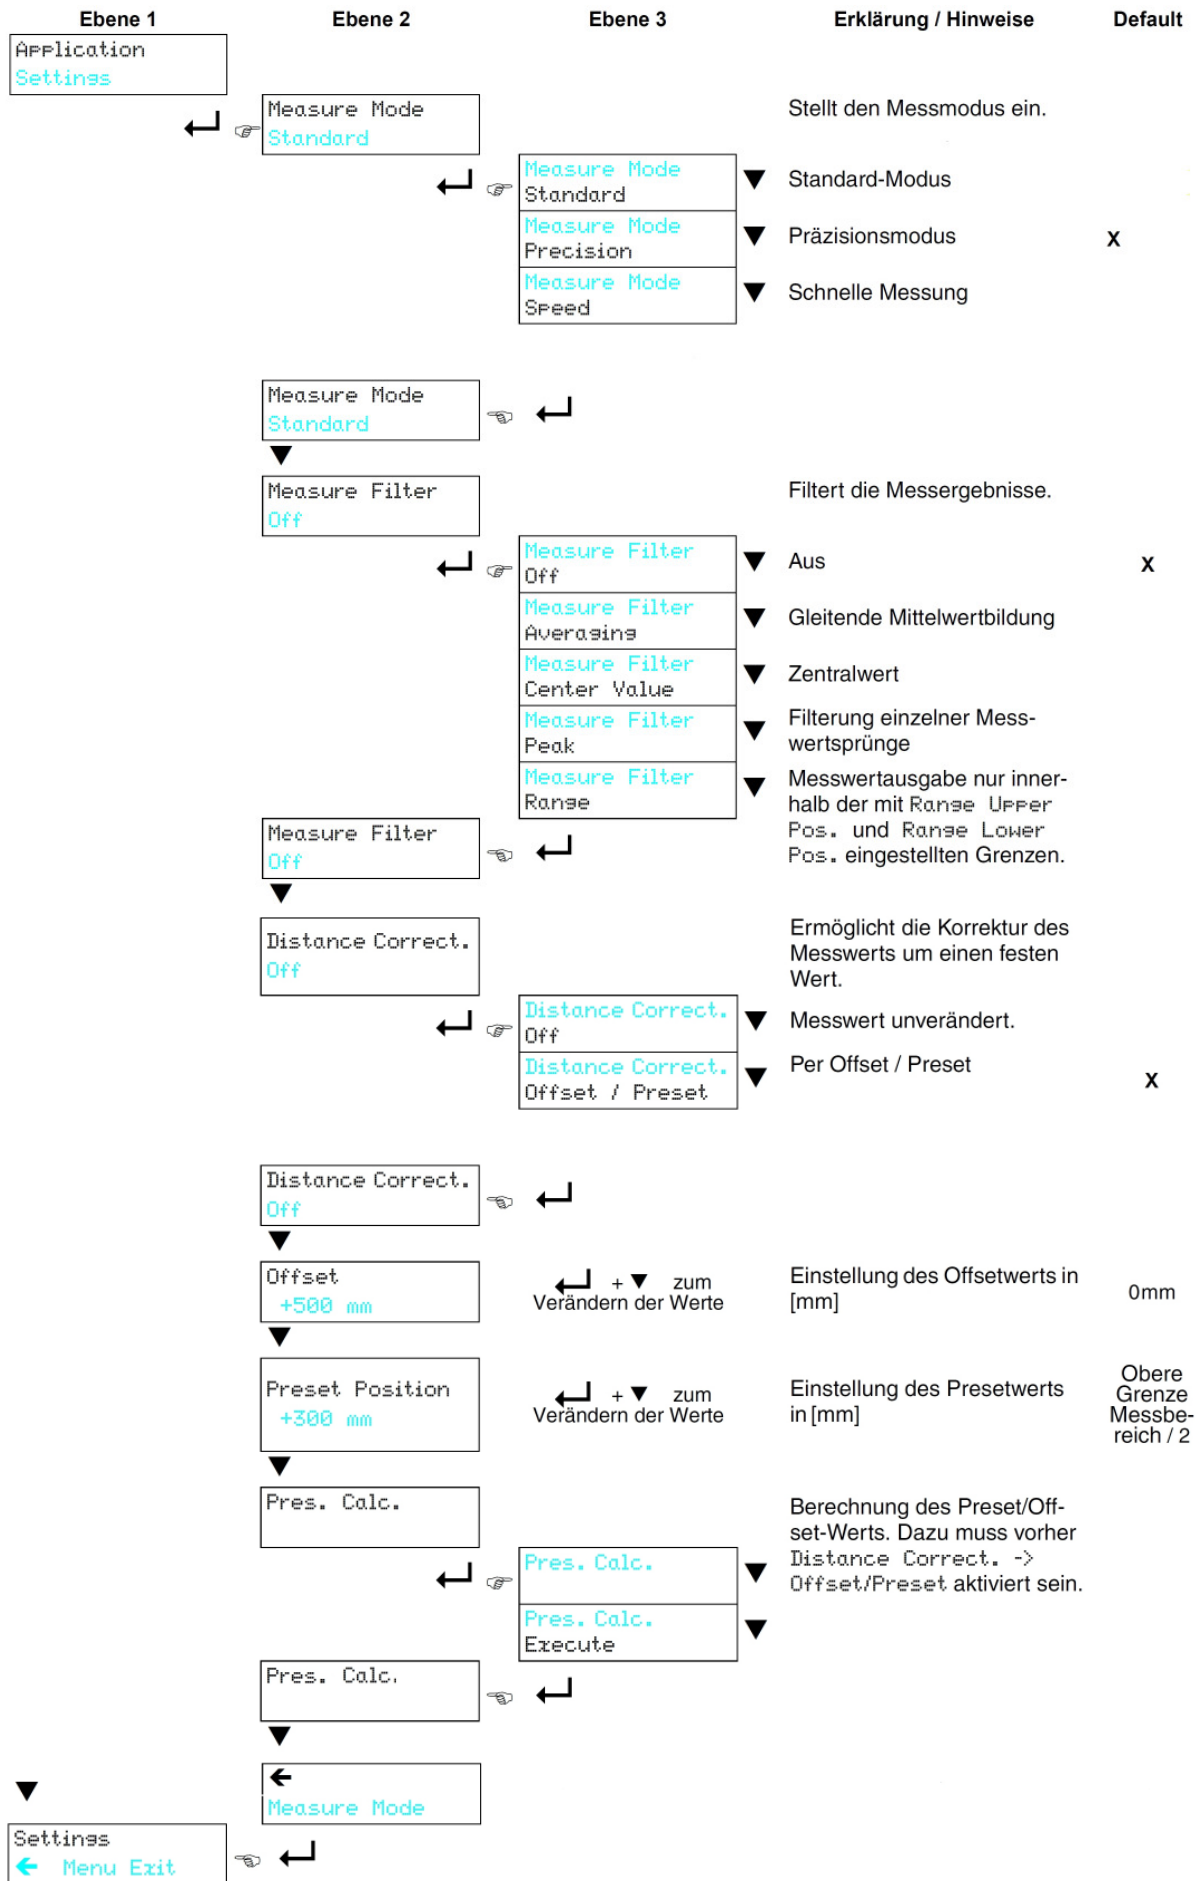 Ebene 1 Ebene 2 Ebene 3 Erklärung / Hinweise Default
Application
Settings
Measure Mode
Standard
Stellt den Messmodus ein.
Measure Mode
Standard
Standard-Modus
Measure Mode
Precision
Präzisionsmodus
X
Measure Mode
Speed
Schnelle Messung
Measure Mode
Standard
Measure Filter
Off
Filtert die Messergebnisse.
Measure Filter
Off
Aus
X
Measure Filter
Averaging
Gleitende Mittelwertbildung
Measure Filter
Center Value
Zentralwert
Measure Filter
Peak
Filterung einzelner Mess-
wertsprünge
Measure Filter
Range
Messwertausgabe nur inner-
halb der mit Range Upper
Pos. und Range Lower
Pos. eingestellten Grenzen.
Measure Filter
Off
Distance Correct.
Off
Ermöglicht die Korrektur des
Messwerts um einen festen
Wert.
Distance Correct.
Off
Messwert unverändert.
Distance Correct.
Offset / Preset
Per Offset / Preset
X
Distance Correct.
Off
Offset
+500 mm
+ ▼ zum
Verändern der Werte
Einstellung des Offsetwerts in
[mm]
0mm
Preset Position
+300 mm
+ ▼ zum
Verändern der Werte
Einstellung des Presetwerts
in [mm]
Obere
Grenze
Messbe-
reich / 2
Pres. Calc.
Berechnung des Preset/Off-
set-Werts. Dazu muss vorher
Distance Correct. ->
Offset/Preset aktiviert sein.
Pres. Calc.
Pres. Calc.
Execute
Pres. Calc.
←
Measure Mode
Settings
← Menu Exit